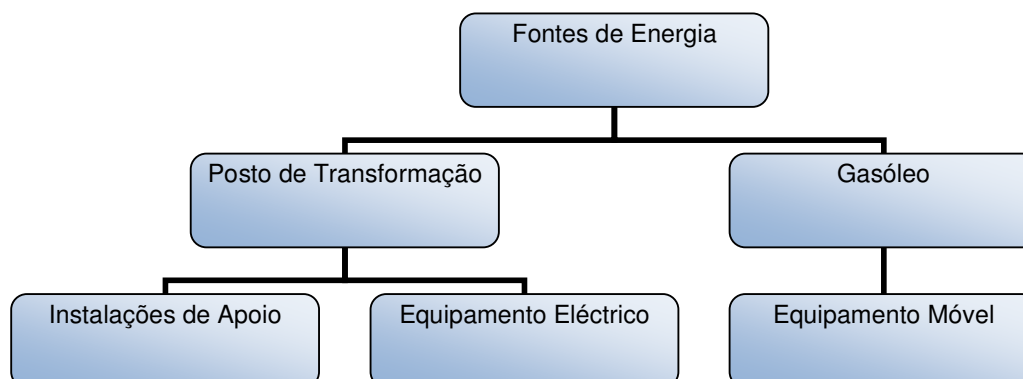 Fontes de Energia
Posto de Transformação
Gasóleo
Instalações de Apoio
Equipamento Eléctrico
Equipamento Móvel